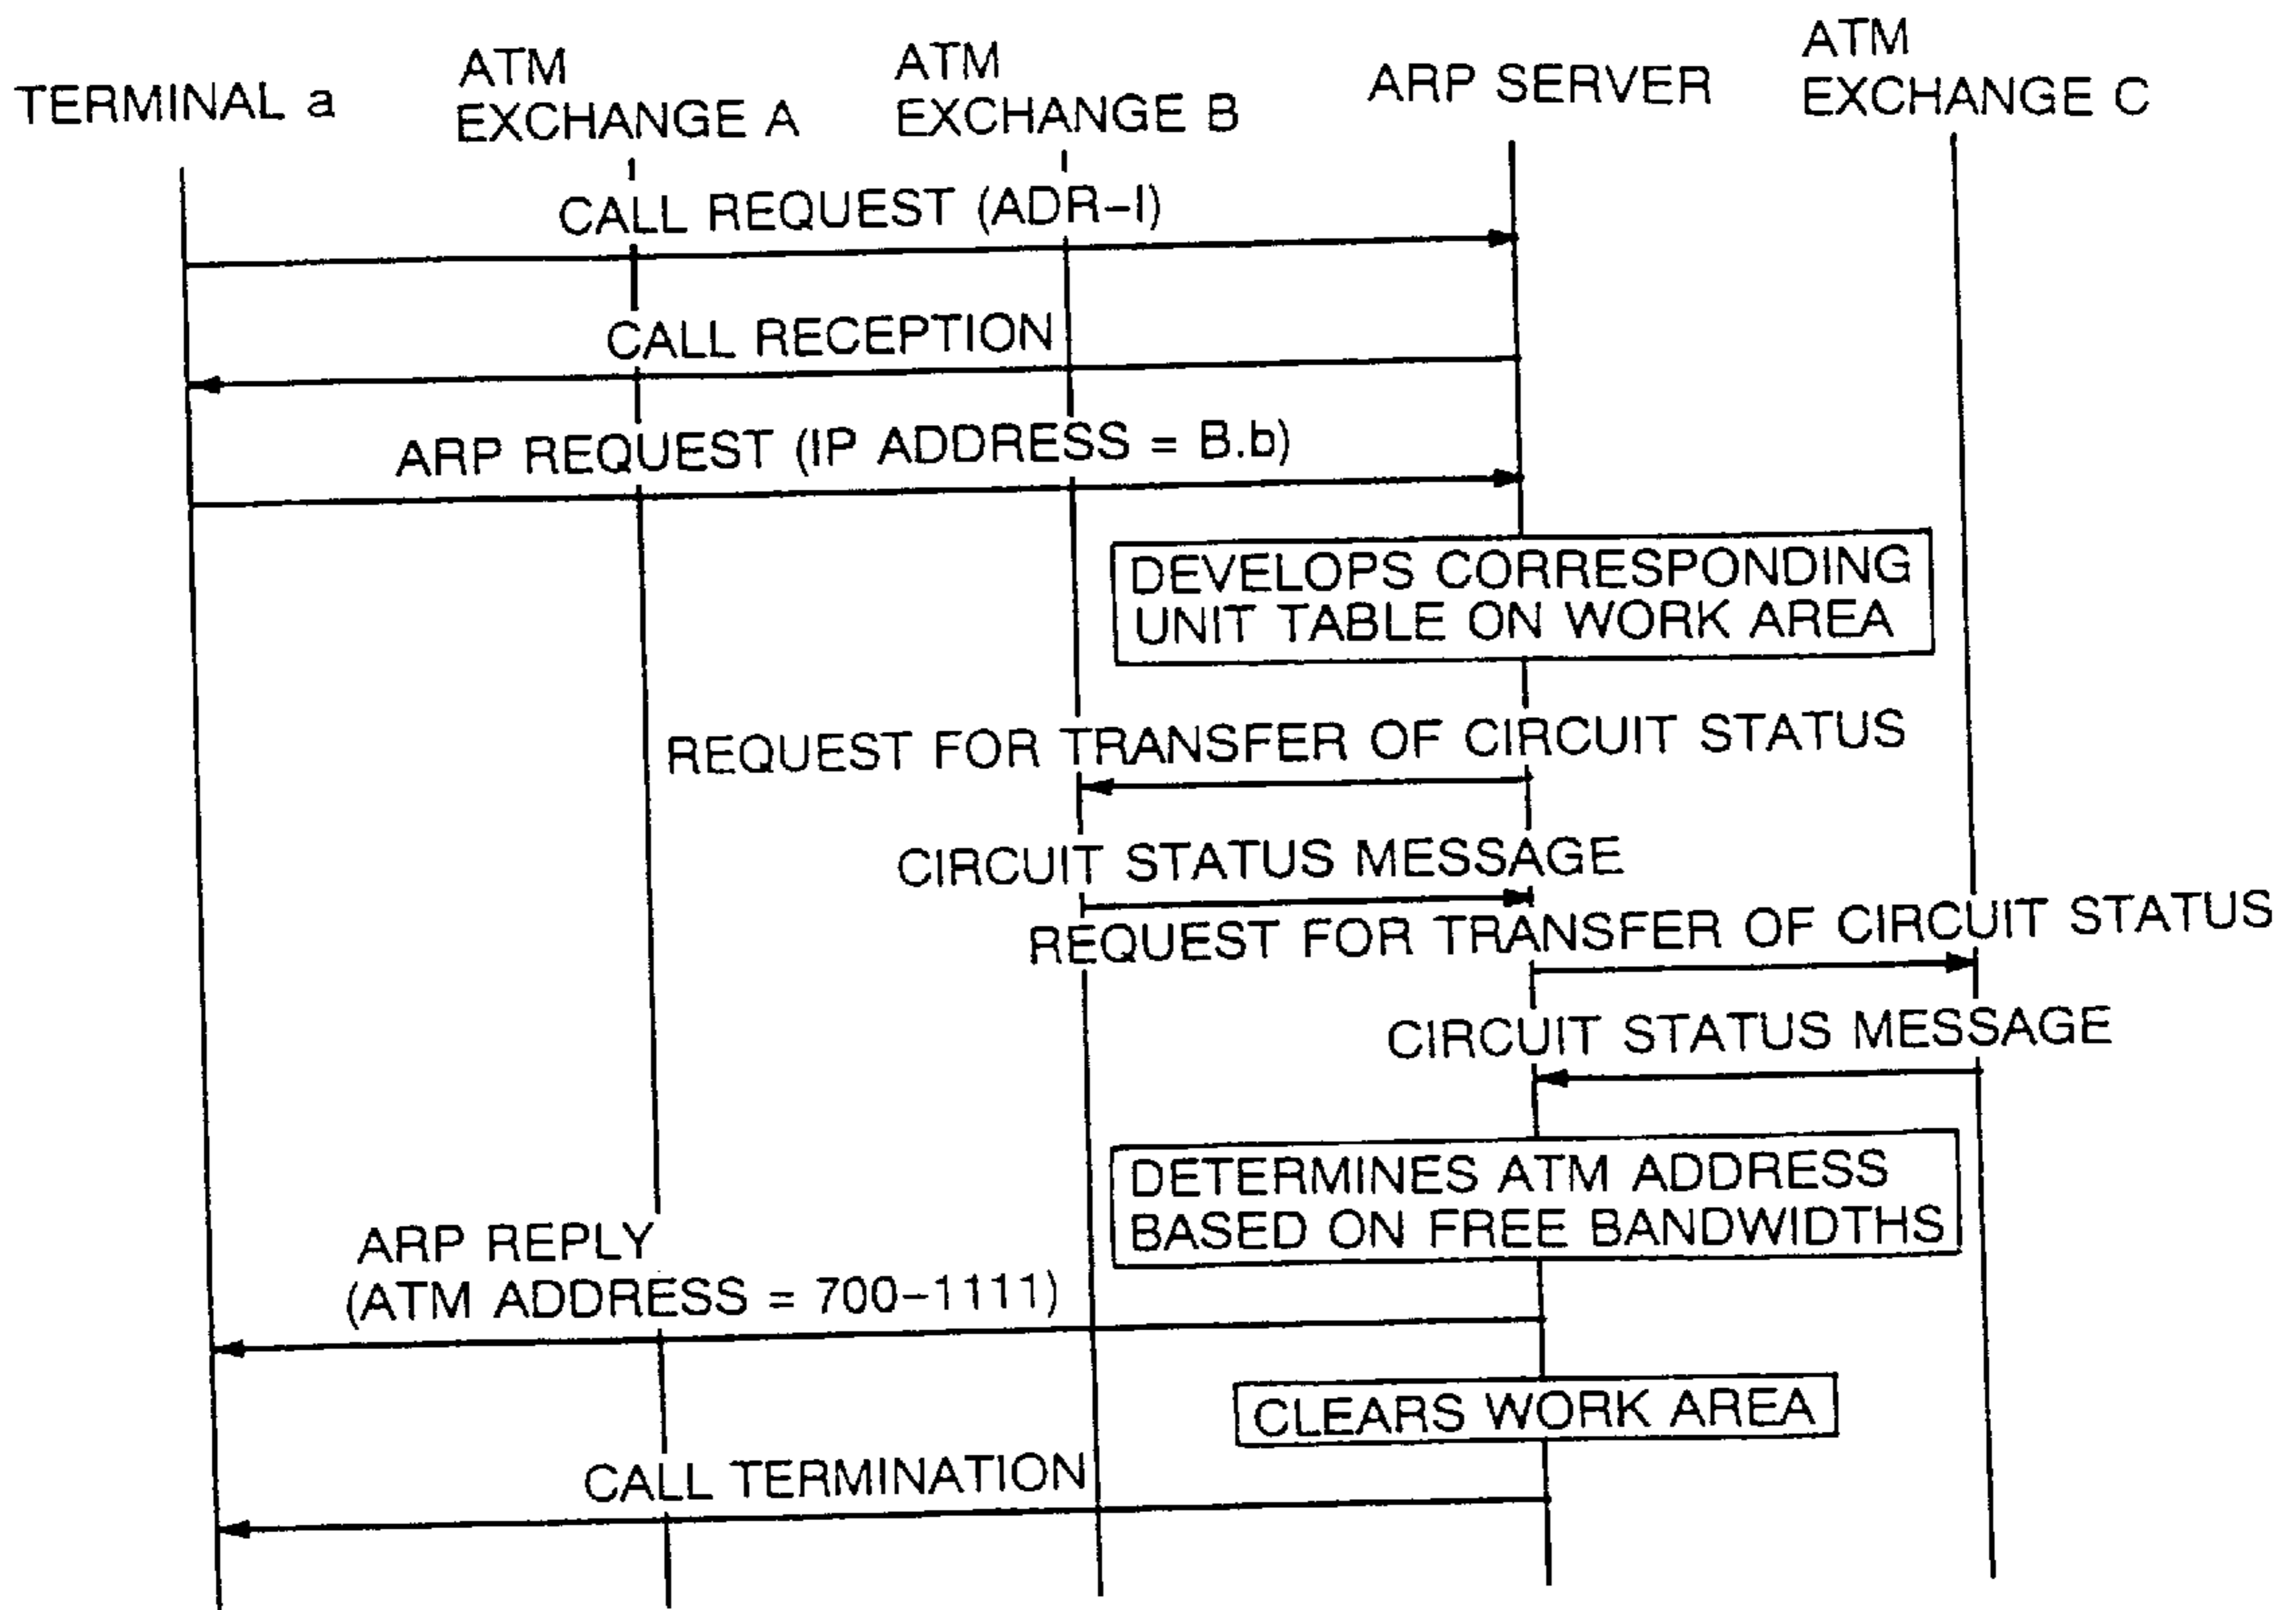 TERMINAL a
ATM
EXCHANGE A
ATM
EXCHANGE B
ARP SERVER
ATM
EXCHANGE C
CALL REQUEST (ADR-I)
CALL RECEPTION
ARP REQUEST (IP ADDRESS = B.b)
DEVELOPS CORRESPONDING
UNIT TABLE ON WORK AREA
REQUEST FOR TRANSFER OF CIRCUIT STATUS
CIRCUIT STATUS MESSAGE
REQUEST FOR TRANSFER OF CIRCUIT STATUS
CIRCUIT STATUS MESSAGE
DETERMINES ATM ADDRESS
BASED ON FREE BANDWIDTHS
ARP REPLY
(ATM ADDRESS = 700-1111)
CLEARS WORK AREA
CALL TERMINATION